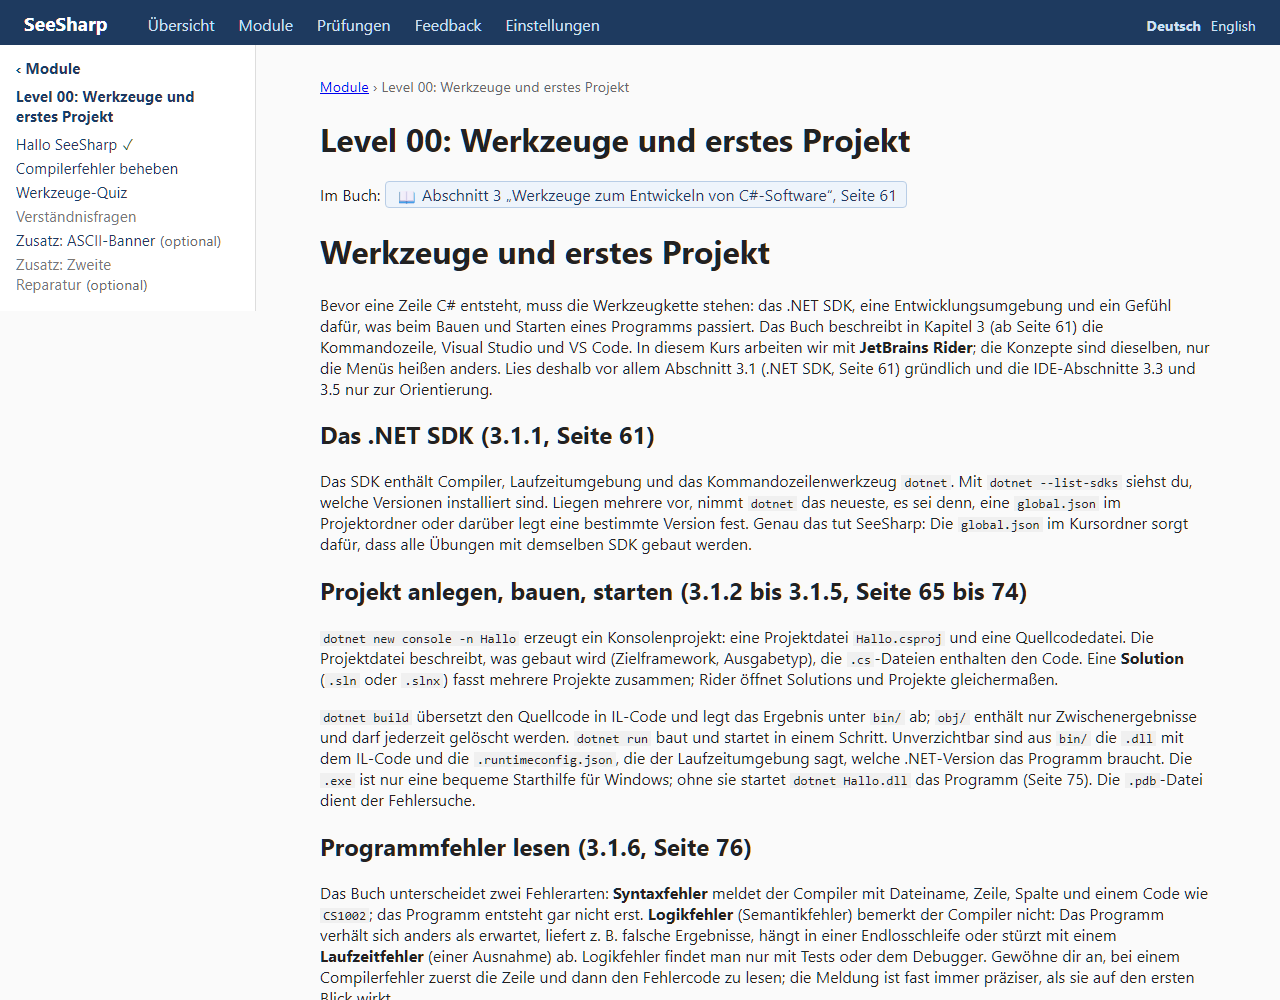 SeeSharp Übersicht Module Prüfungen Feedback Einstellungen Deutsch English
‹ Module
Level 00: Werkzeuge und
erstes Projekt
Hallo SeeSharp ✓
Compilerfehler beheben
Werkzeuge-Quiz
Verständnisfragen
Zusatz: ASCII-Banner (optional)
Zusatz: Zweite
Reparatur (optional)
Module › Level 00: Werkzeuge und erstes Projekt
Level 00: Werkzeuge und erstes Projekt
Im Buch: 📖 Abschnitt 3 „Werkzeuge zum Entwickeln von C#-Software“, Seite 61
Werkzeuge und erstes Projekt
Bevor eine Zeile C# entsteht, muss die Werkzeugkette stehen: das .NET SDK, eine Entwicklungsumgebung und ein Gefühl
dafür, was beim Bauen und Starten eines Programms passiert. Das Buch beschreibt in Kapitel 3 (ab Seite 61) die
Kommandozeile, Visual Studio und VS Code. In diesem Kurs arbeiten wir mit JetBrains Rider; die Konzepte sind dieselben, nur
die Menüs heißen anders. Lies deshalb vor allem Abschnitt 3.1 (.NET SDK, Seite 61) gründlich und die IDE-Abschnitte 3.3 und
3.5 nur zur Orientierung.
Das .NET SDK (3.1.1, Seite 61)
Das SDK enthält Compiler, Laufzeitumgebung und das Kommandozeilenwerkzeug dotnet. Mit dotnet --list-sdks siehst du,
welche Versionen installiert sind. Liegen mehrere vor, nimmt dotnet das neueste, es sei denn, eine global.json im
Projektordner oder darüber legt eine bestimmte Version fest. Genau das tut SeeSharp: Die global.json im Kursordner sorgt
dafür, dass alle Übungen mit demselben SDK gebaut werden.
Projekt anlegen, bauen, starten (3.1.2 bis 3.1.5, Seite 65 bis 74)
dotnet new console -n Hallo erzeugt ein Konsolenprojekt: eine Projektdatei Hallo.csproj und eine Quellcodedatei. Die
Projektdatei beschreibt, was gebaut wird (Zielframework, Ausgabetyp), die .cs-Dateien enthalten den Code. Eine Solution
(.sln oder .slnx) fasst mehrere Projekte zusammen; Rider öffnet Solutions und Projekte gleichermaßen.
dotnet build übersetzt den Quellcode in IL-Code und legt das Ergebnis unter bin/ ab; obj/ enthält nur Zwischenergebnisse
und darf jederzeit gelöscht werden. dotnet run baut und startet in einem Schritt. Unverzichtbar sind aus bin/ die .dll mit
dem IL-Code und die .runtimeconfig.json, die der Laufzeitumgebung sagt, welche .NET-Version das Programm braucht. Die
.exe ist nur eine bequeme Starthilfe für Windows; ohne sie startet dotnet Hallo.dll das Programm (Seite 75). Die .pdb-Datei
dient der Fehlersuche.
Programmfehler lesen (3.1.6, Seite 76)
Das Buch unterscheidet zwei Fehlerarten: Syntaxfehler meldet der Compiler mit Dateiname, Zeile, Spalte und einem Code wie
CS1002; das Programm entsteht gar nicht erst. Logikfehler (Semantikfehler) bemerkt der Compiler nicht: Das Programm
verhält sich anders als erwartet, liefert z. B. falsche Ergebnisse, hängt in einer Endlosschleife oder stürzt mit einem
Laufzeitfehler (einer Ausnahme) ab. Logikfehler findet man nur mit Tests oder dem Debugger. Gewöhne dir an, bei einem
Compilerfehler zuerst die Zeile und dann den Fehlercode zu lesen; die Meldung ist fast immer präziser, als sie auf den ersten
Blick wirkt.